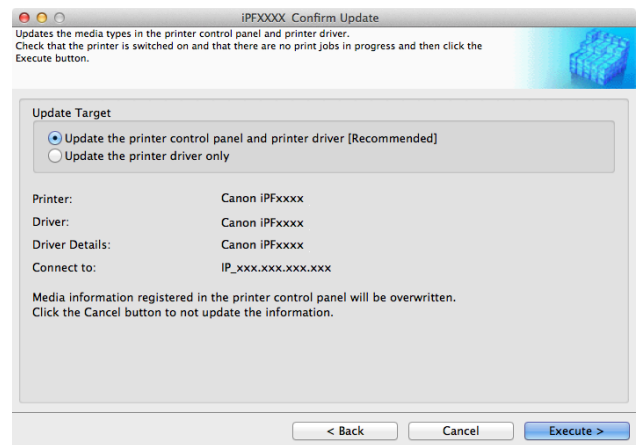 iPFXXXX Confirm Update
Updates the media types in the printer control panel and printer driver.
Check that the printer is switched on and that there are no print jobs in progress and then click the
Execute button.
Update Target
Update the printer control panel and printer driver [Recommended]
Update the printer driver only
Printer: Canon iPFxxxx
Driver: Canon iPFxxxx
Driver Details: Canon iPFxxxx
Connect to: IP_xxx.xxx.xxx.xxx
Media information registered in the printer control panel will be overwritten.
Click the Cancel button to not update the information.
< Back Cancel Execute >